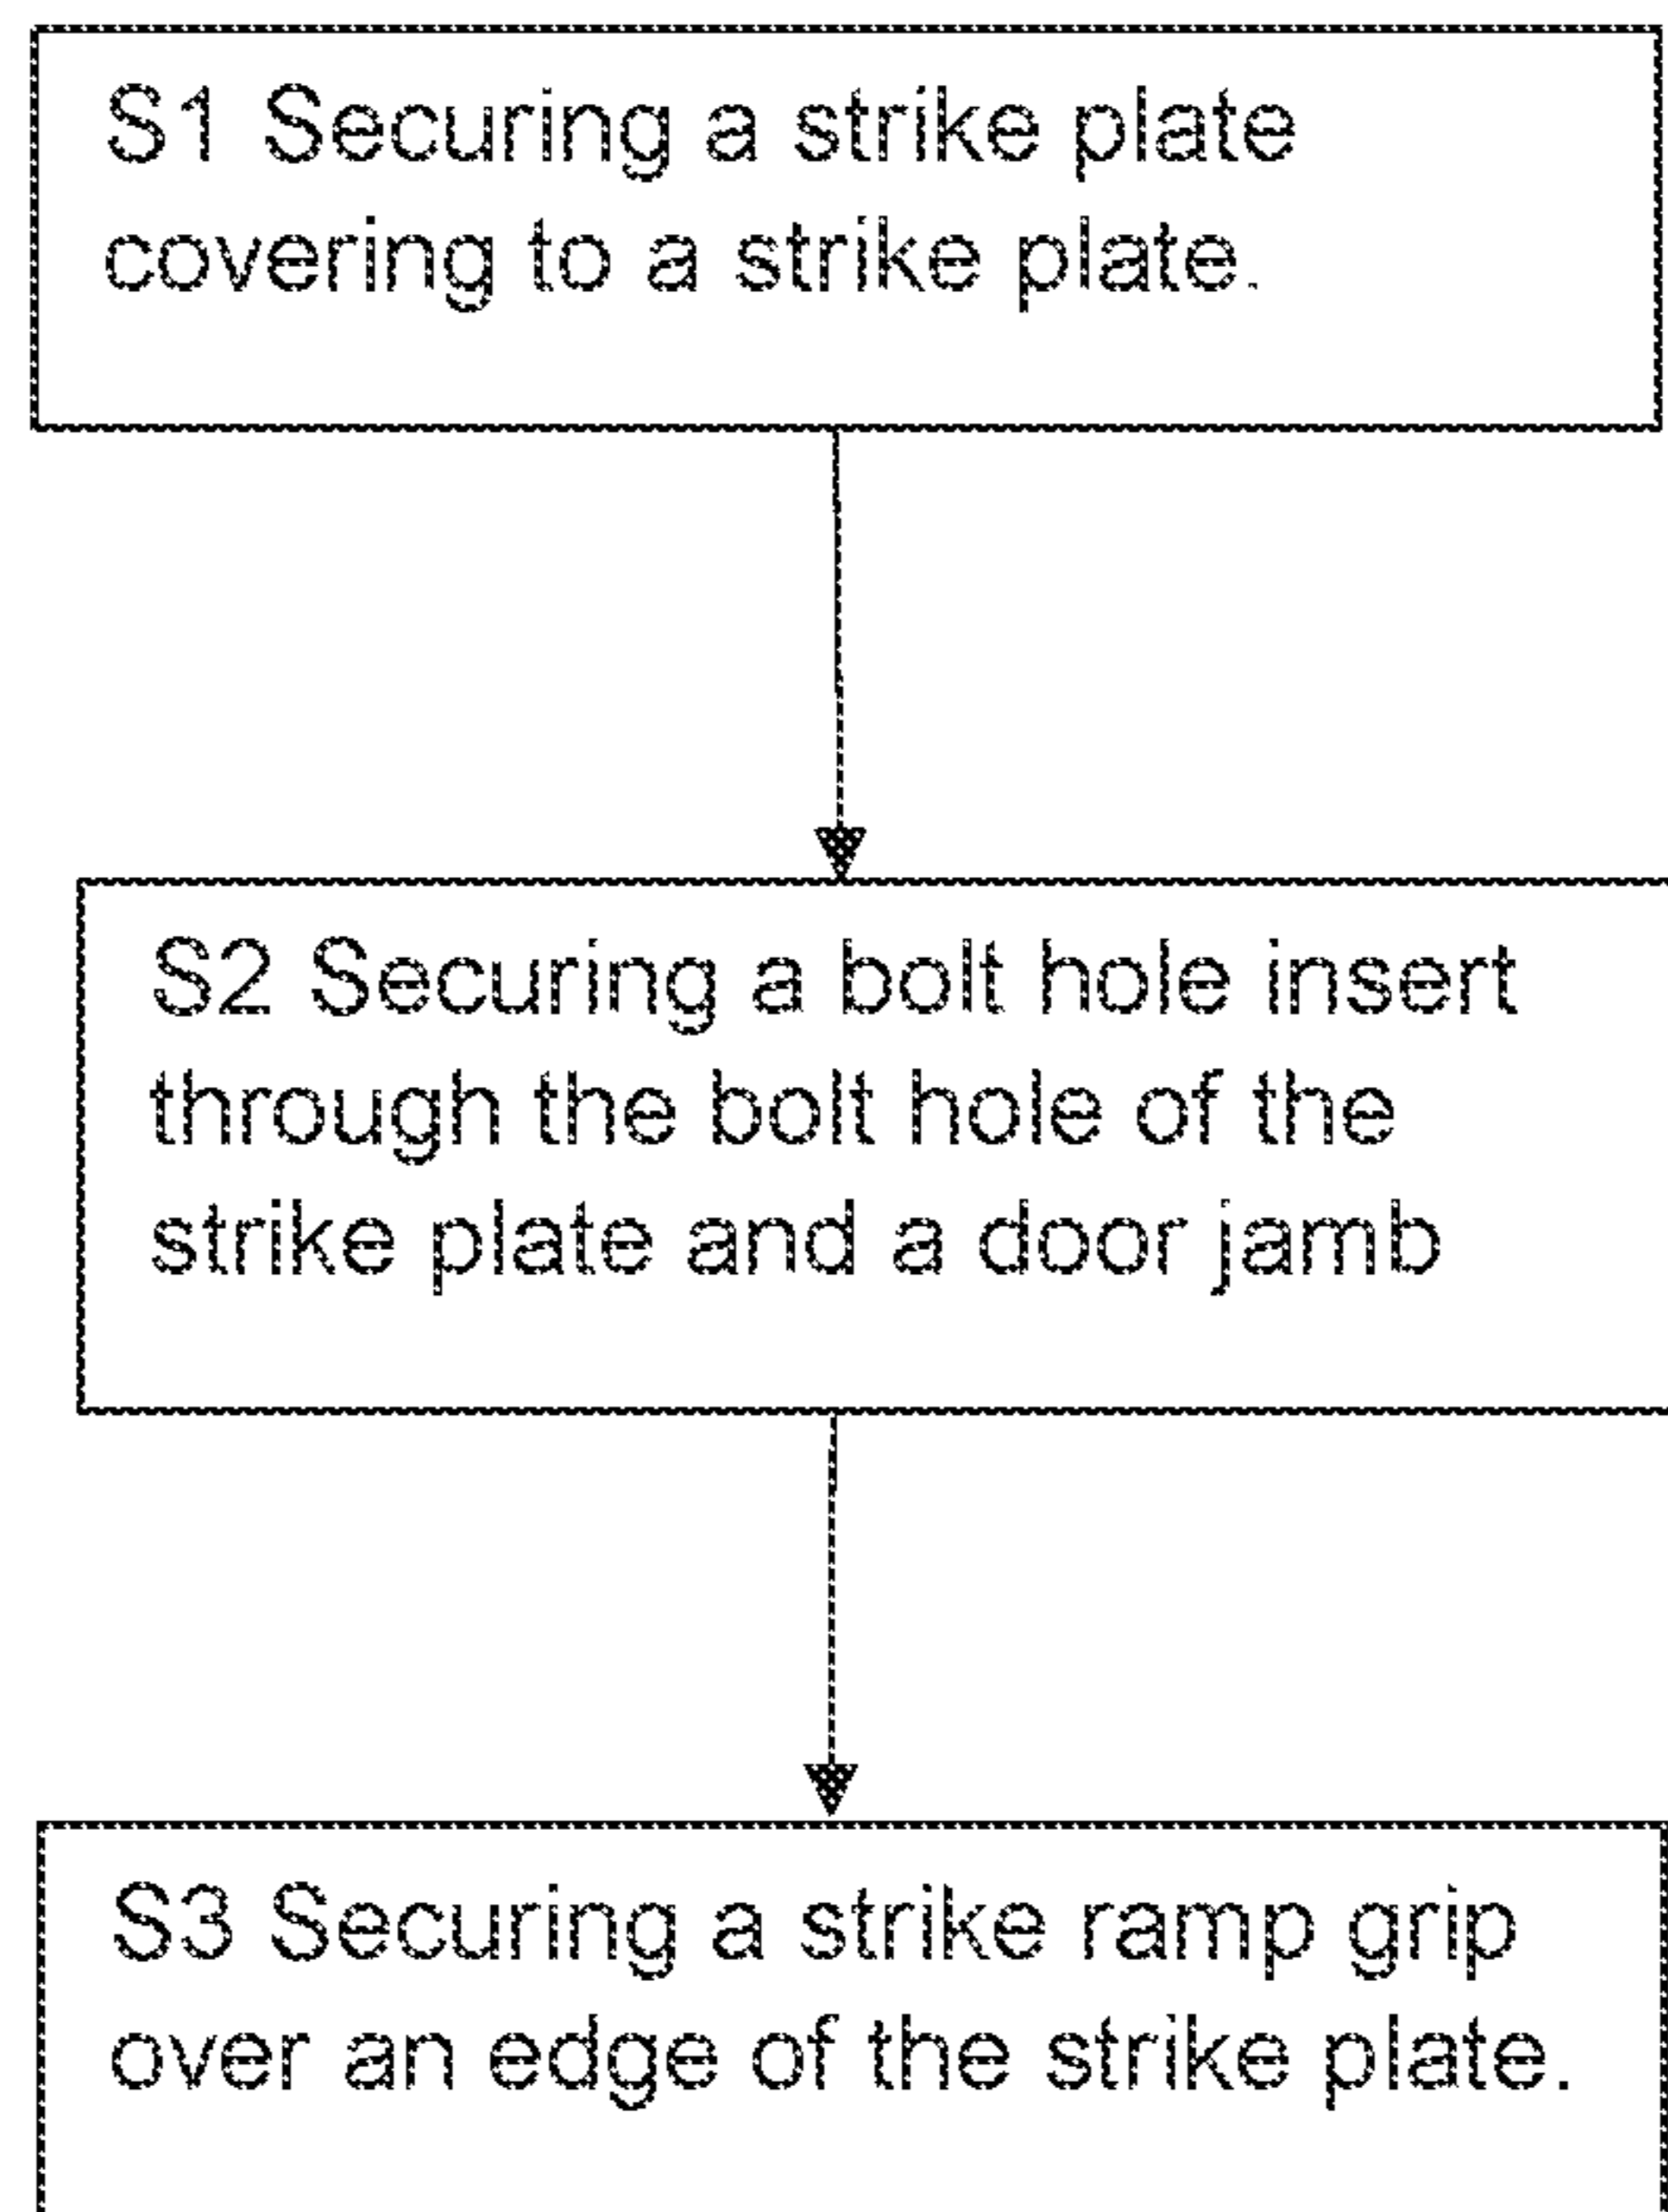 S1 Securing a strike plate
covering to a strike plate.
S2 Securing a bolt hole insert
through the bolt hole of the
strike plate and a door jamb
S3 Securing a strike ramp grip
over an edge of the strike plate.